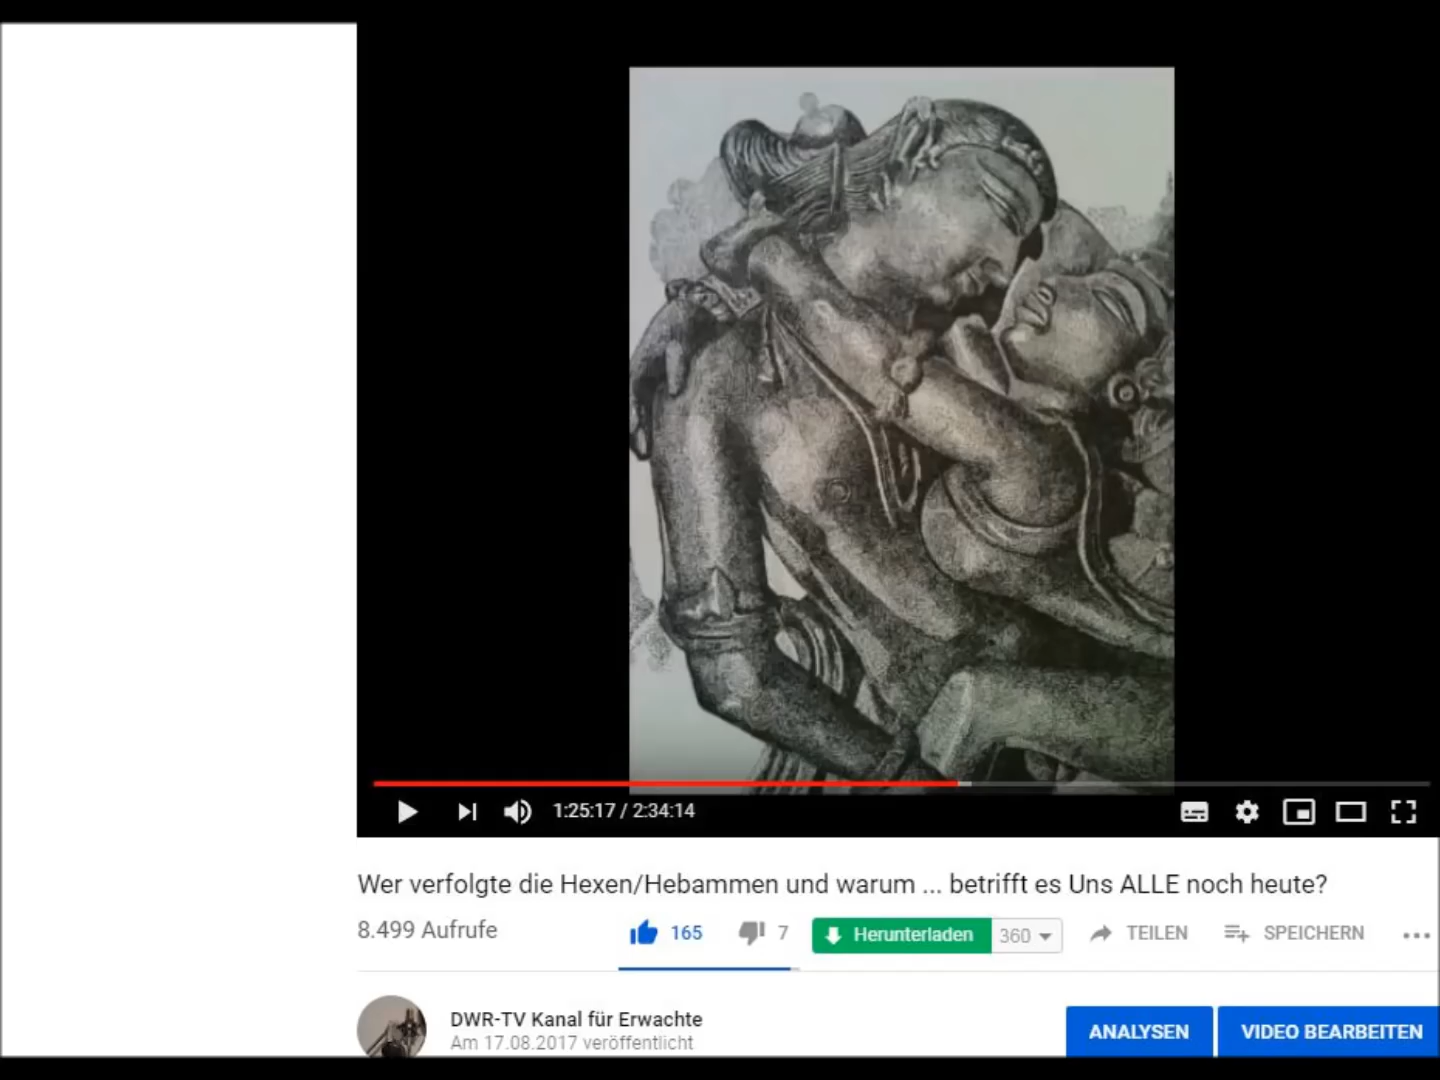 1:25:17 / 2:34:14
Wer verfolgte die Hexen/Hebammen und warum ... betrifft es Uns ALLE noch heute?
8.499 Aufrufe
165
7
Herunterladen
360
TEILEN
SPEICHERN
DWR-TV Kanal für Erwachte
Am 17.08.2017 veröffentlicht
ANALYSEN
VIDEO BEARBEITEN